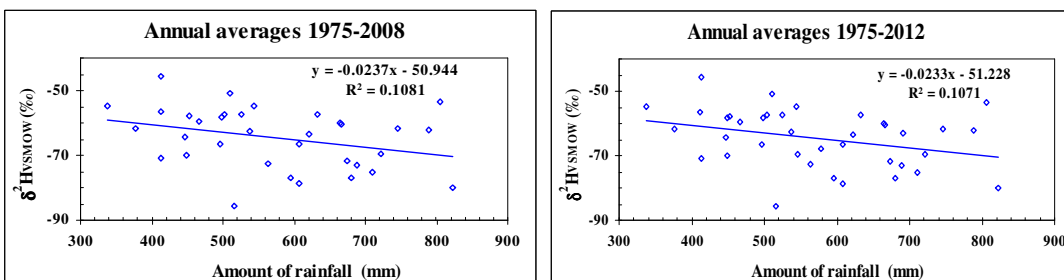 Annual averages 1975-2008
y = -0.0237x - 50.944
R² = 0.1081
-50
-70
-90
δ²HVSMOW (‰)
300 400 500 600 700 800 900
Amount of rainfall (mm)
Annual averages 1975-2012
y = -0.0233x - 51.228
R² = 0.1071
-50
-70
-90
δ²HVSMOW (‰)
300 400 500 600 700 800 900
Amount of rainfall (mm)